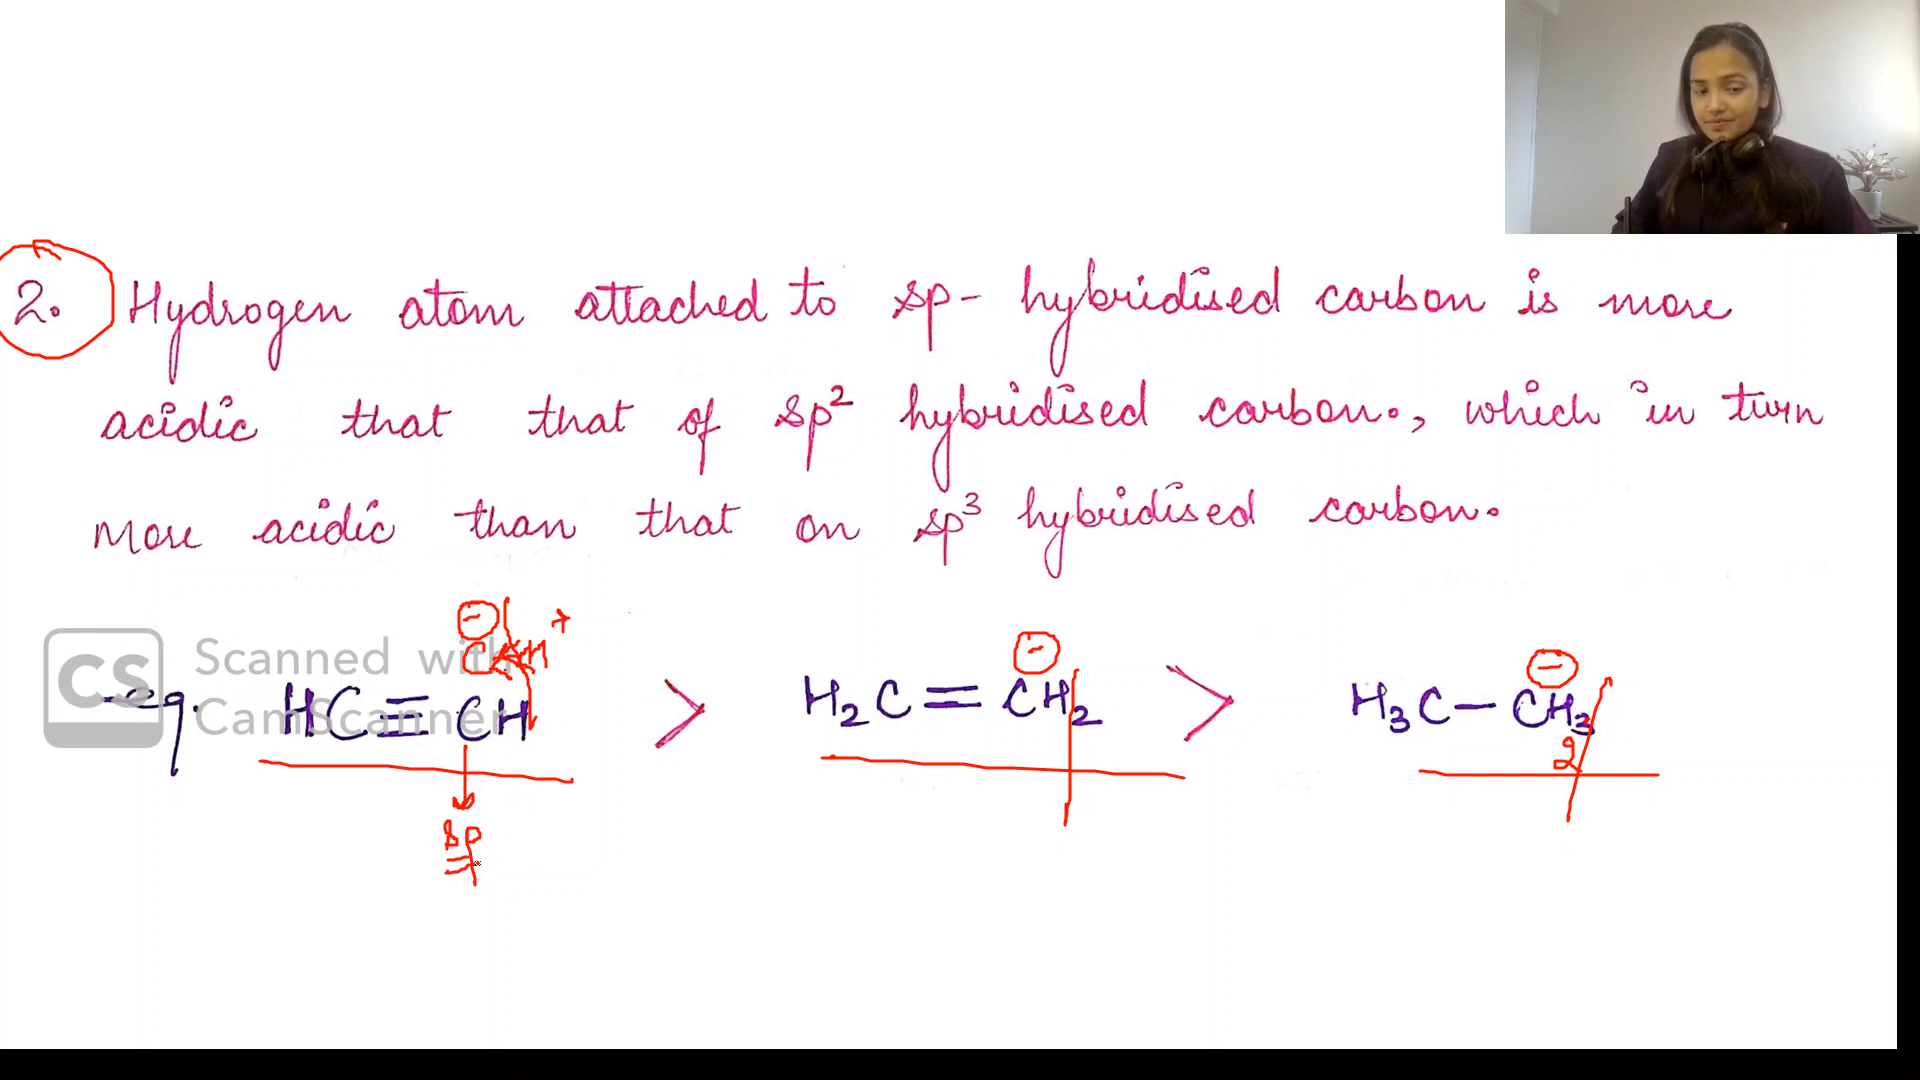 2. Hydrogen atom attached to sp- hybridised carbon is more
acidic that that of sp² hybridised carbon., which in turn
more acidic than that on sp³ hybridised carbon.
⊖
C H +
⊖
⊖
CS Scanned with CamScanner
eg. HC≡CH > H₂C=CH₂ > H₃C-CH₃
2
sp